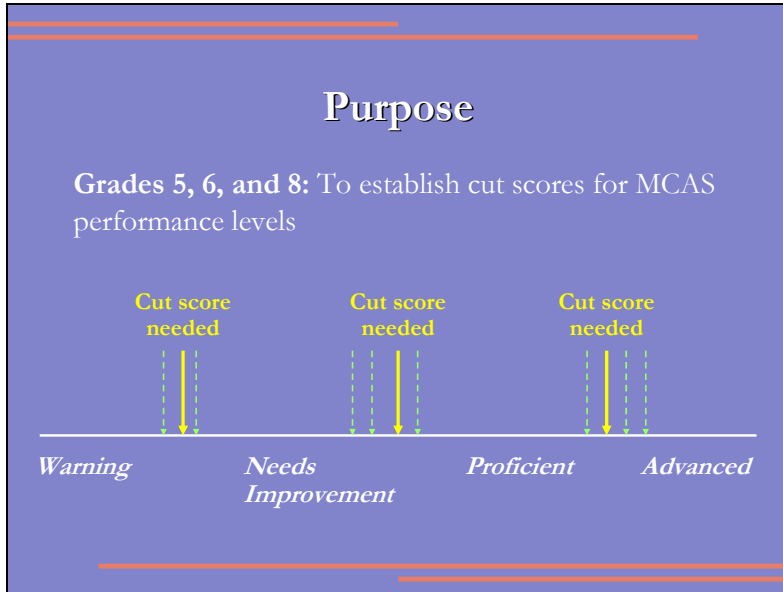 Purpose
Grades 5, 6, and 8: To establish cut scores for MCAS
performance levels
Cut score
needed
Cut score
needed
Cut score
needed
Warning
Needs
Improvement
Proficient
Advanced